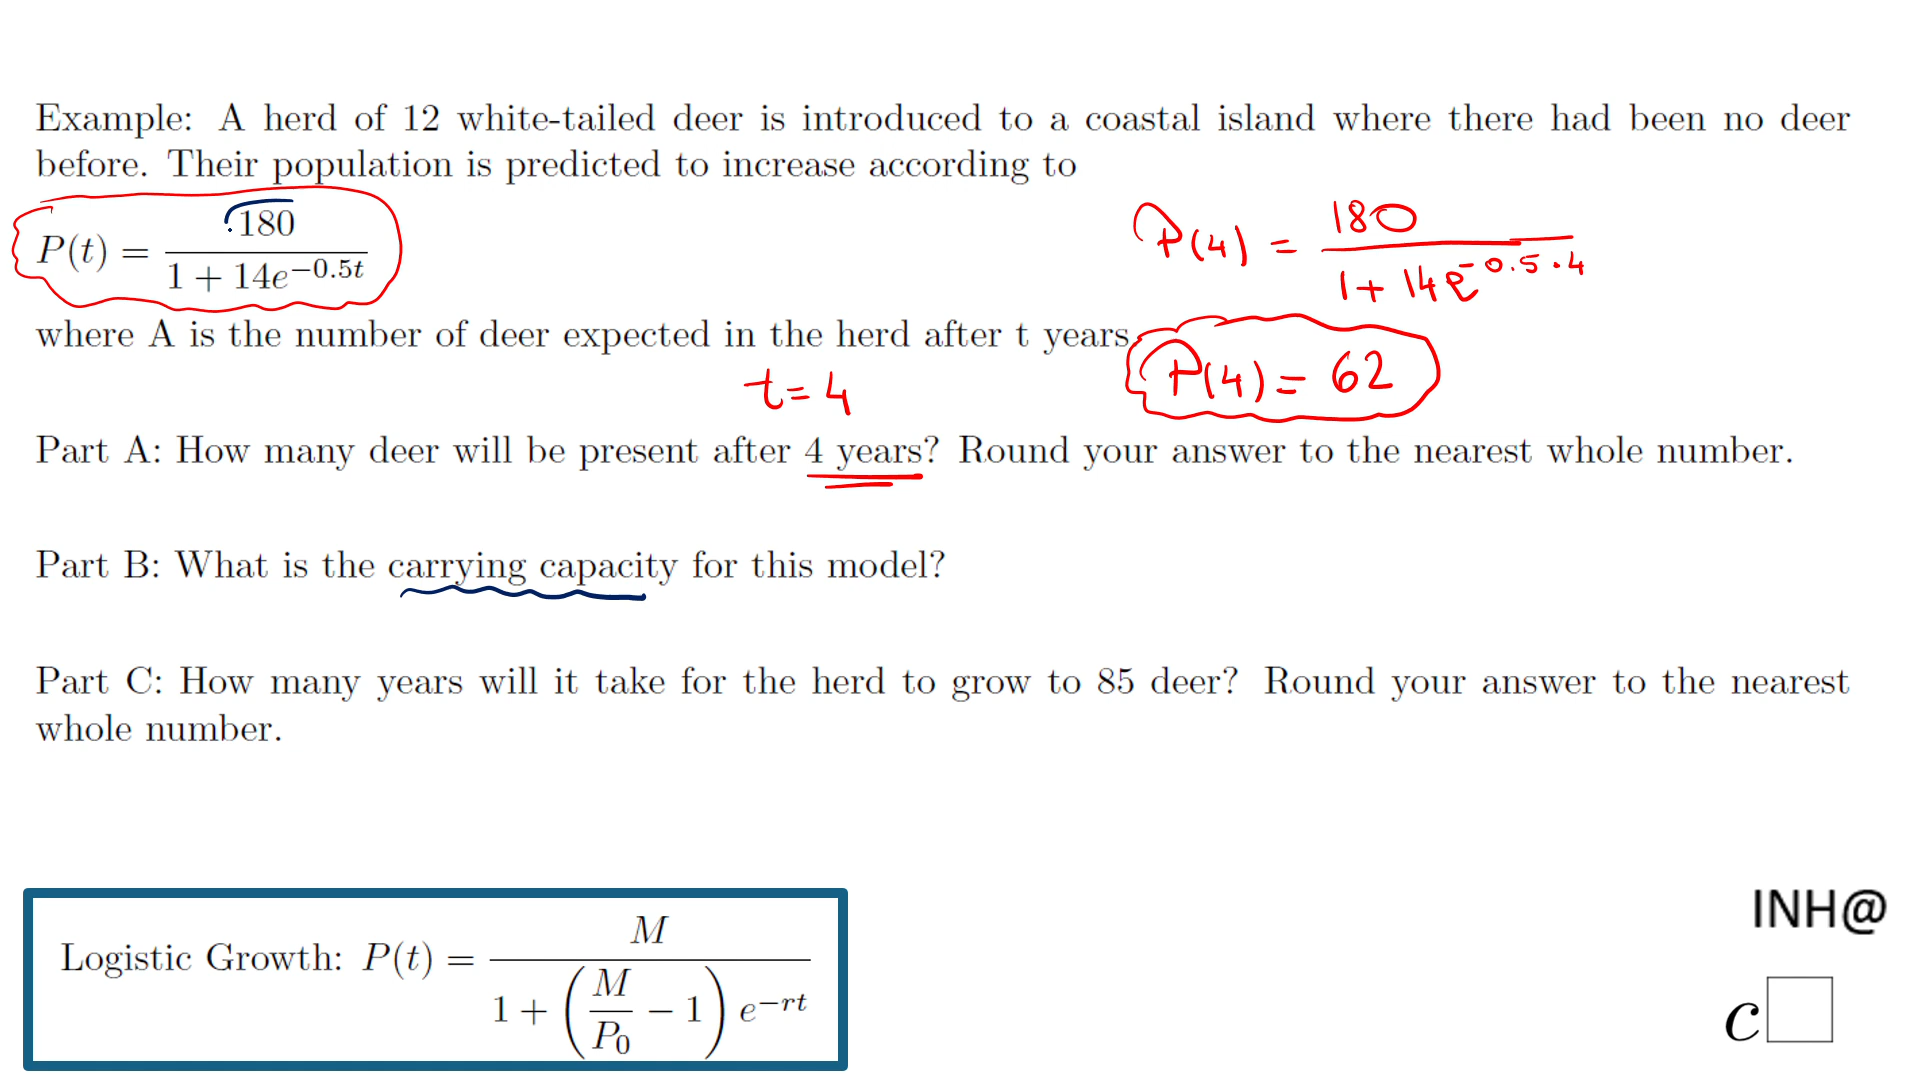 Example: A herd of 12 white-tailed deer is introduced to a coastal island where there had been no deer
before. Their population is predicted to increase according to
P(t) = 180 / (1 + 14e^{-0.5t})
P(4) = 180 / (1 + 14e^{-0.5·4})
where A is the number of deer expected in the herd after t years.
P(4) = 62
t = 4
Part A: How many deer will be present after 4 years? Round your answer to the nearest whole number.
Part B: What is the carrying capacity for this model?
Part C: How many years will it take for the herd to grow to 85 deer? Round your answer to the nearest
whole number.
INH@
Logistic Growth: P(t) = M / (1 + (M/P₀ − 1) e^{−rt})
c□